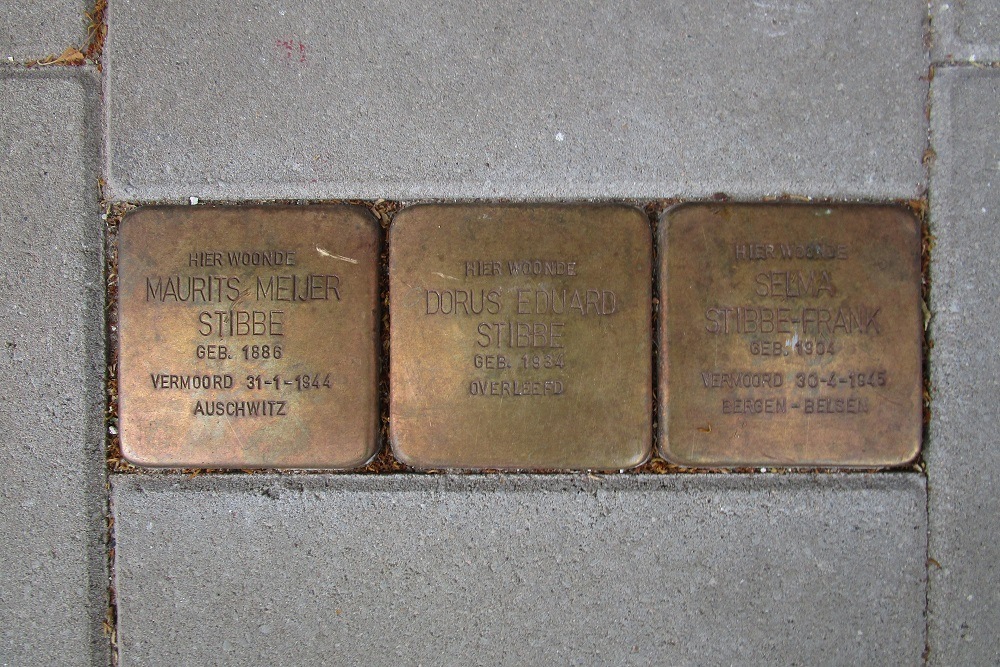 HIER WOONDE
MAURITS MEIJER
STIBBE
GEB. 1886
VERMOORD 31-1-1944
AUSCHWITZ
HIER WOONDE
DORUS EDUARD
STIBBE
GEB. 1934
OVERLEEFD
HIER WOONDE
SELMA
STIBBE-FRANK
GEB. 1904
VERMOORD 30-4-1945
BERGEN-BELSEN